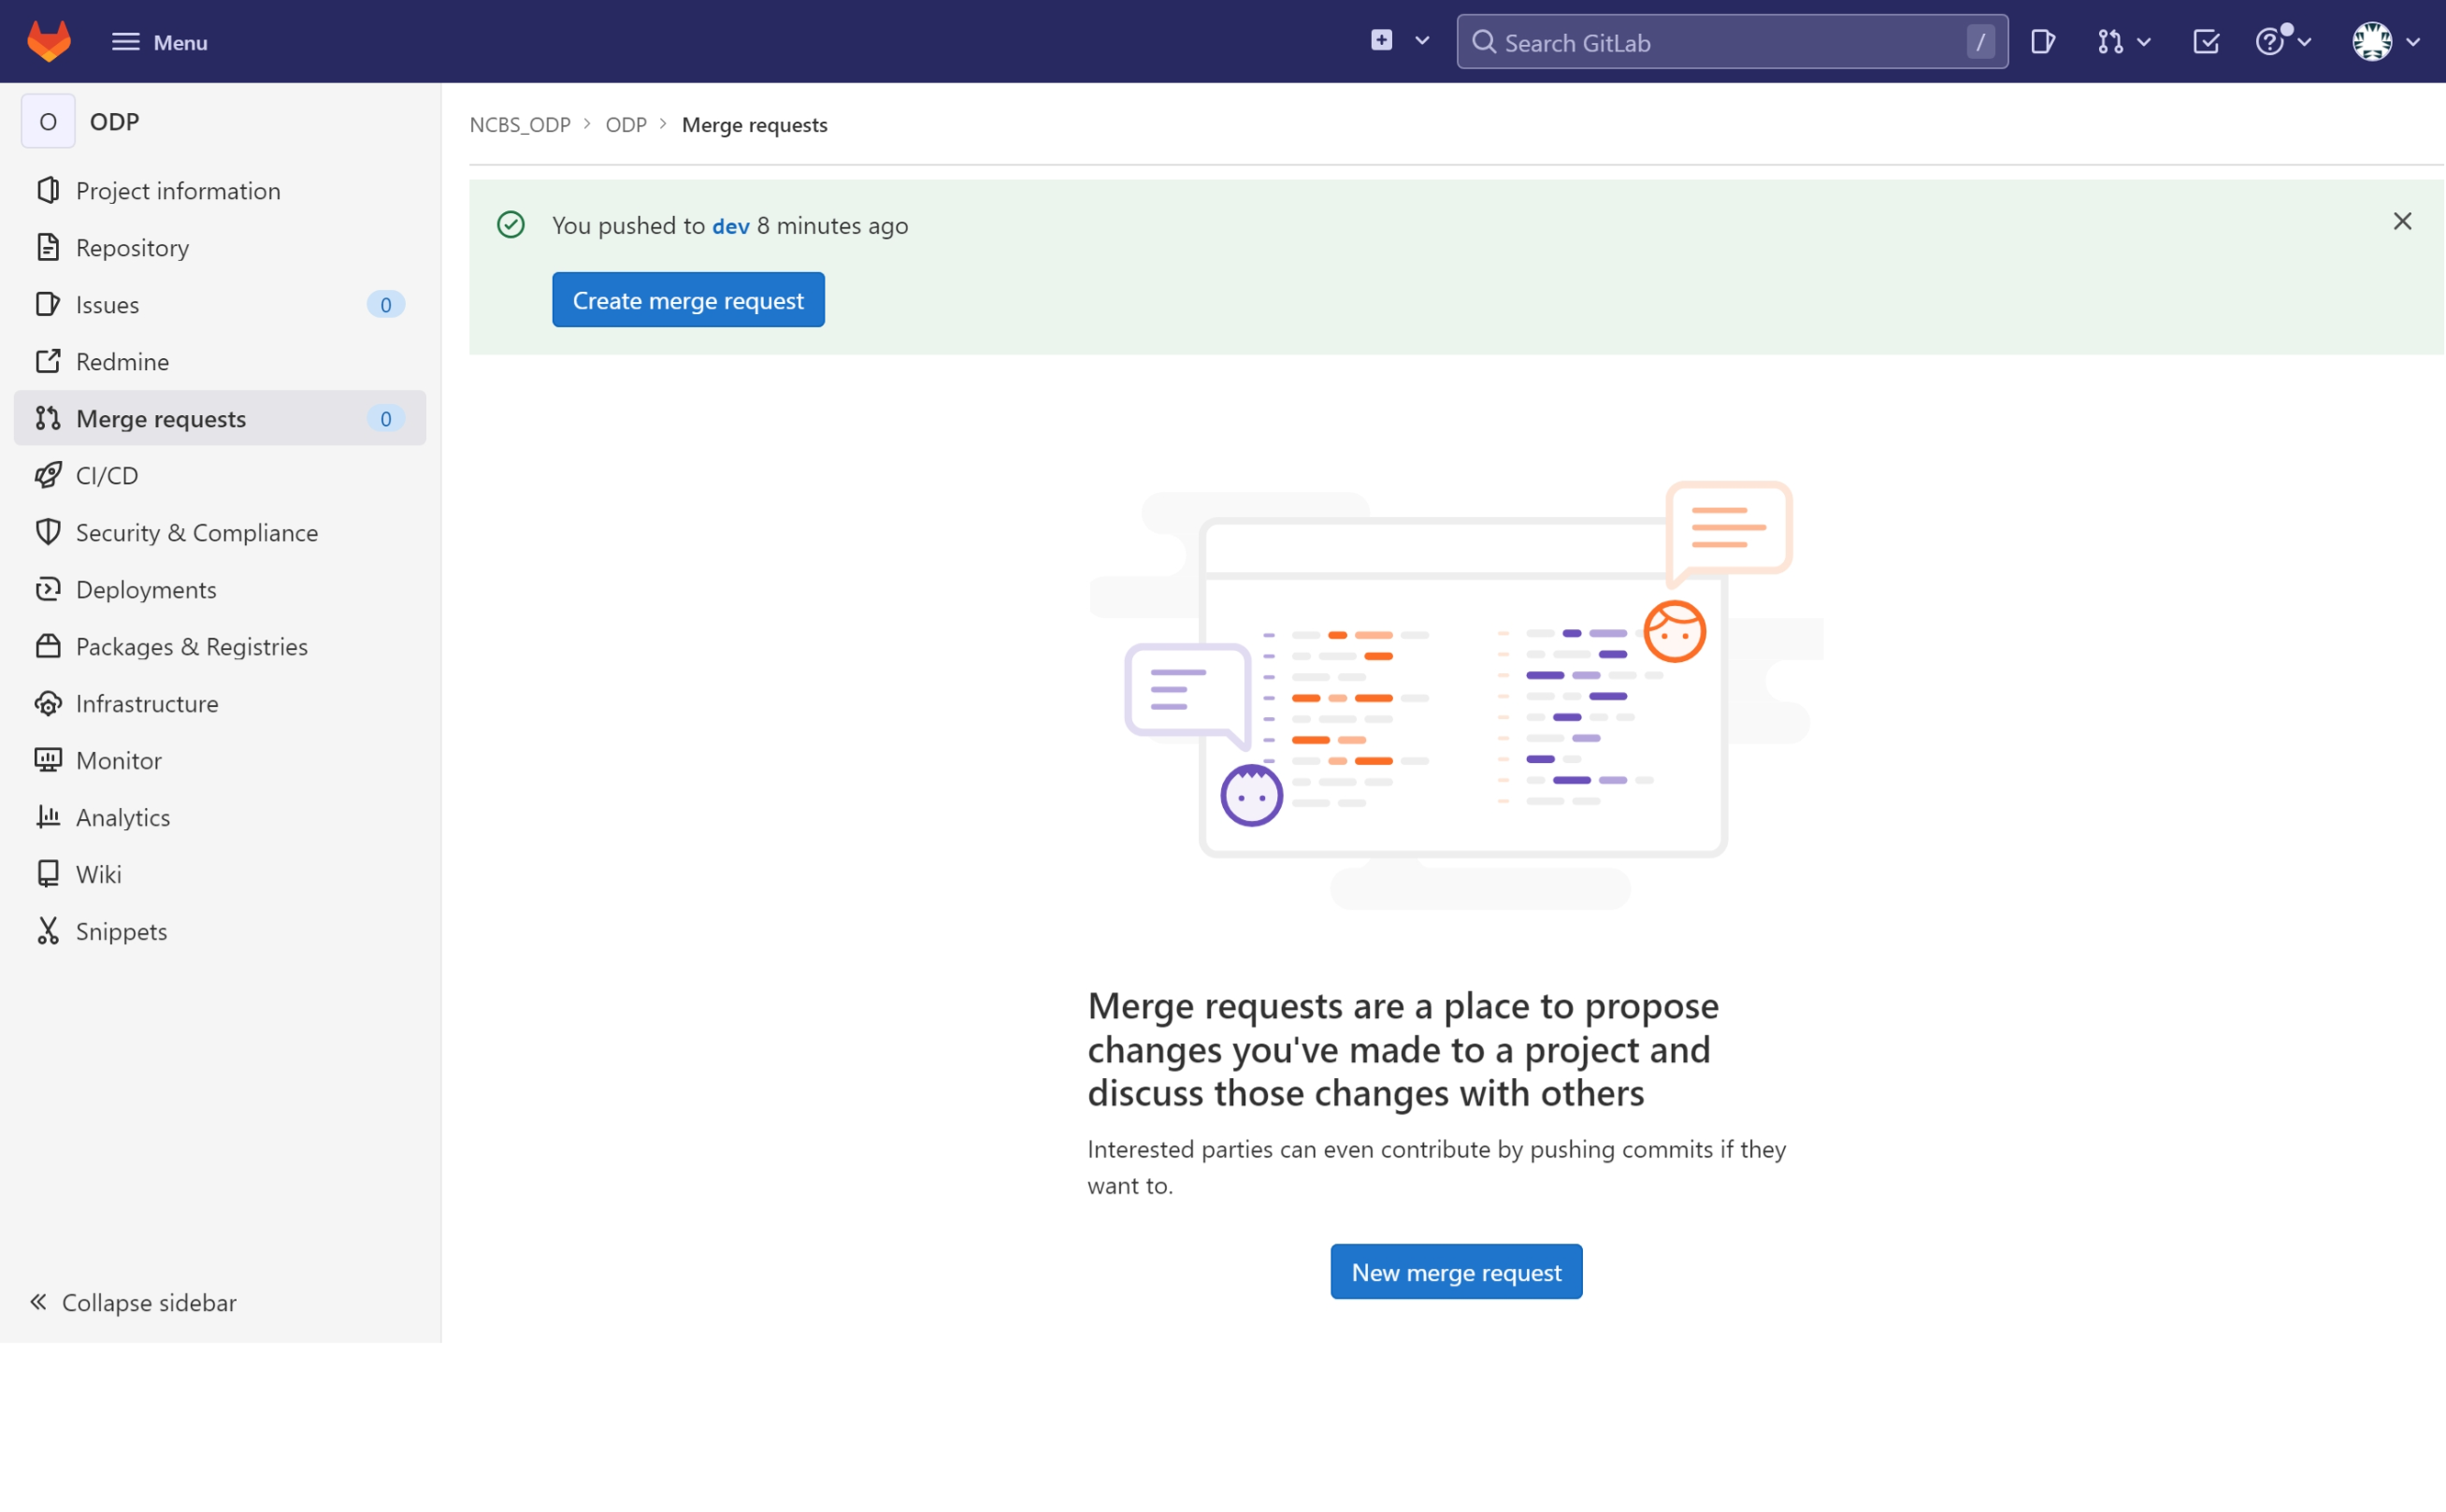 Menu
Search GitLab /
O ODP
Project information
Repository
Issues 0
Redmine
Merge requests 0
CI/CD
Security & Compliance
Deployments
Packages & Registries
Infrastructure
Monitor
Analytics
Wiki
Snippets
Collapse sidebar
NCBS_ODP > ODP > Merge requests
You pushed to dev 8 minutes ago
Create merge request
Merge requests are a place to propose
changes you've made to a project and
discuss those changes with others
Interested parties can even contribute by pushing commits if they
want to.
New merge request